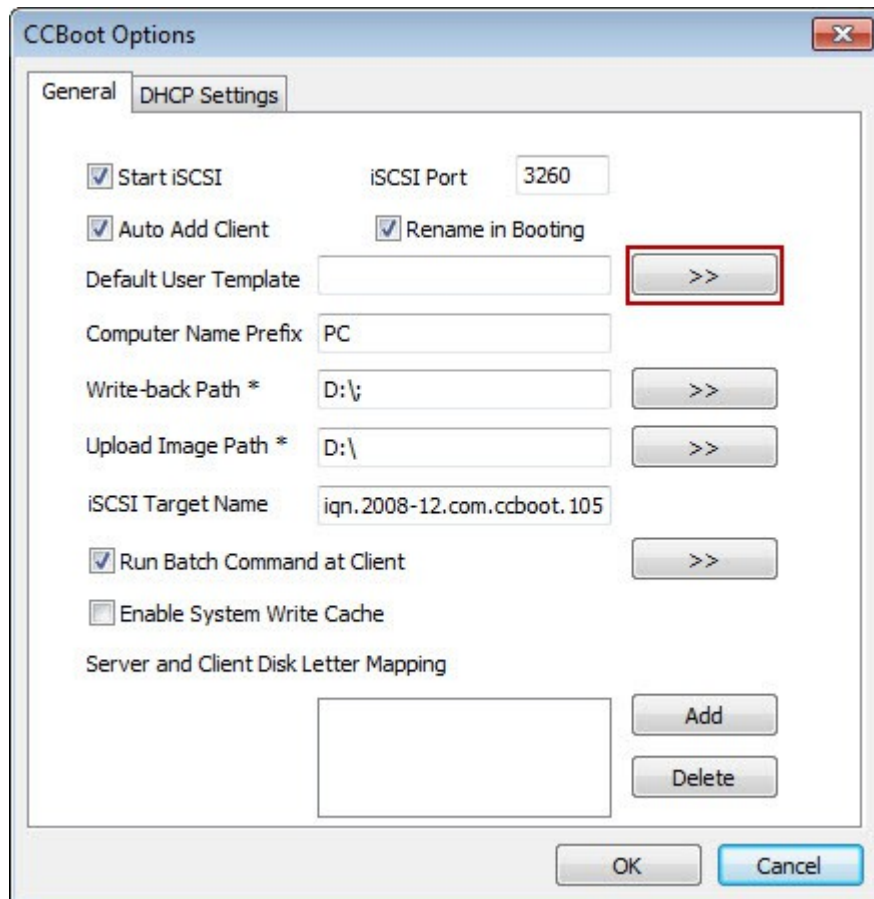 CCBoot Options
General DHCP Settings
Start iSCSI iSCSI Port 3260
Auto Add Client Rename in Booting
Default User Template >>
Computer Name Prefix PC
Write-back Path * D:\; >>
Upload Image Path * D:\ >>
iSCSI Target Name iqn.2008-12.com.ccboot.105
Run Batch Command at Client >>
Enable System Write Cache
Server and Client Disk Letter Mapping
Add
Delete
OK Cancel